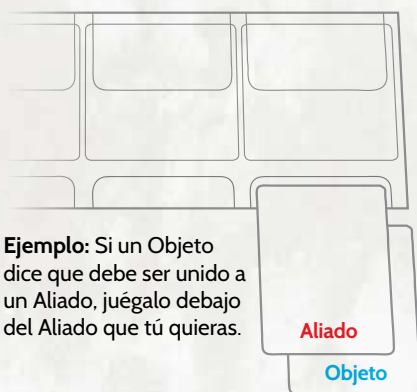 Ejemplo: Si un Objeto
dice que debe ser unido a
un Aliado, juégalo debajo
del Aliado que tú quieras.
Aliado
Objeto